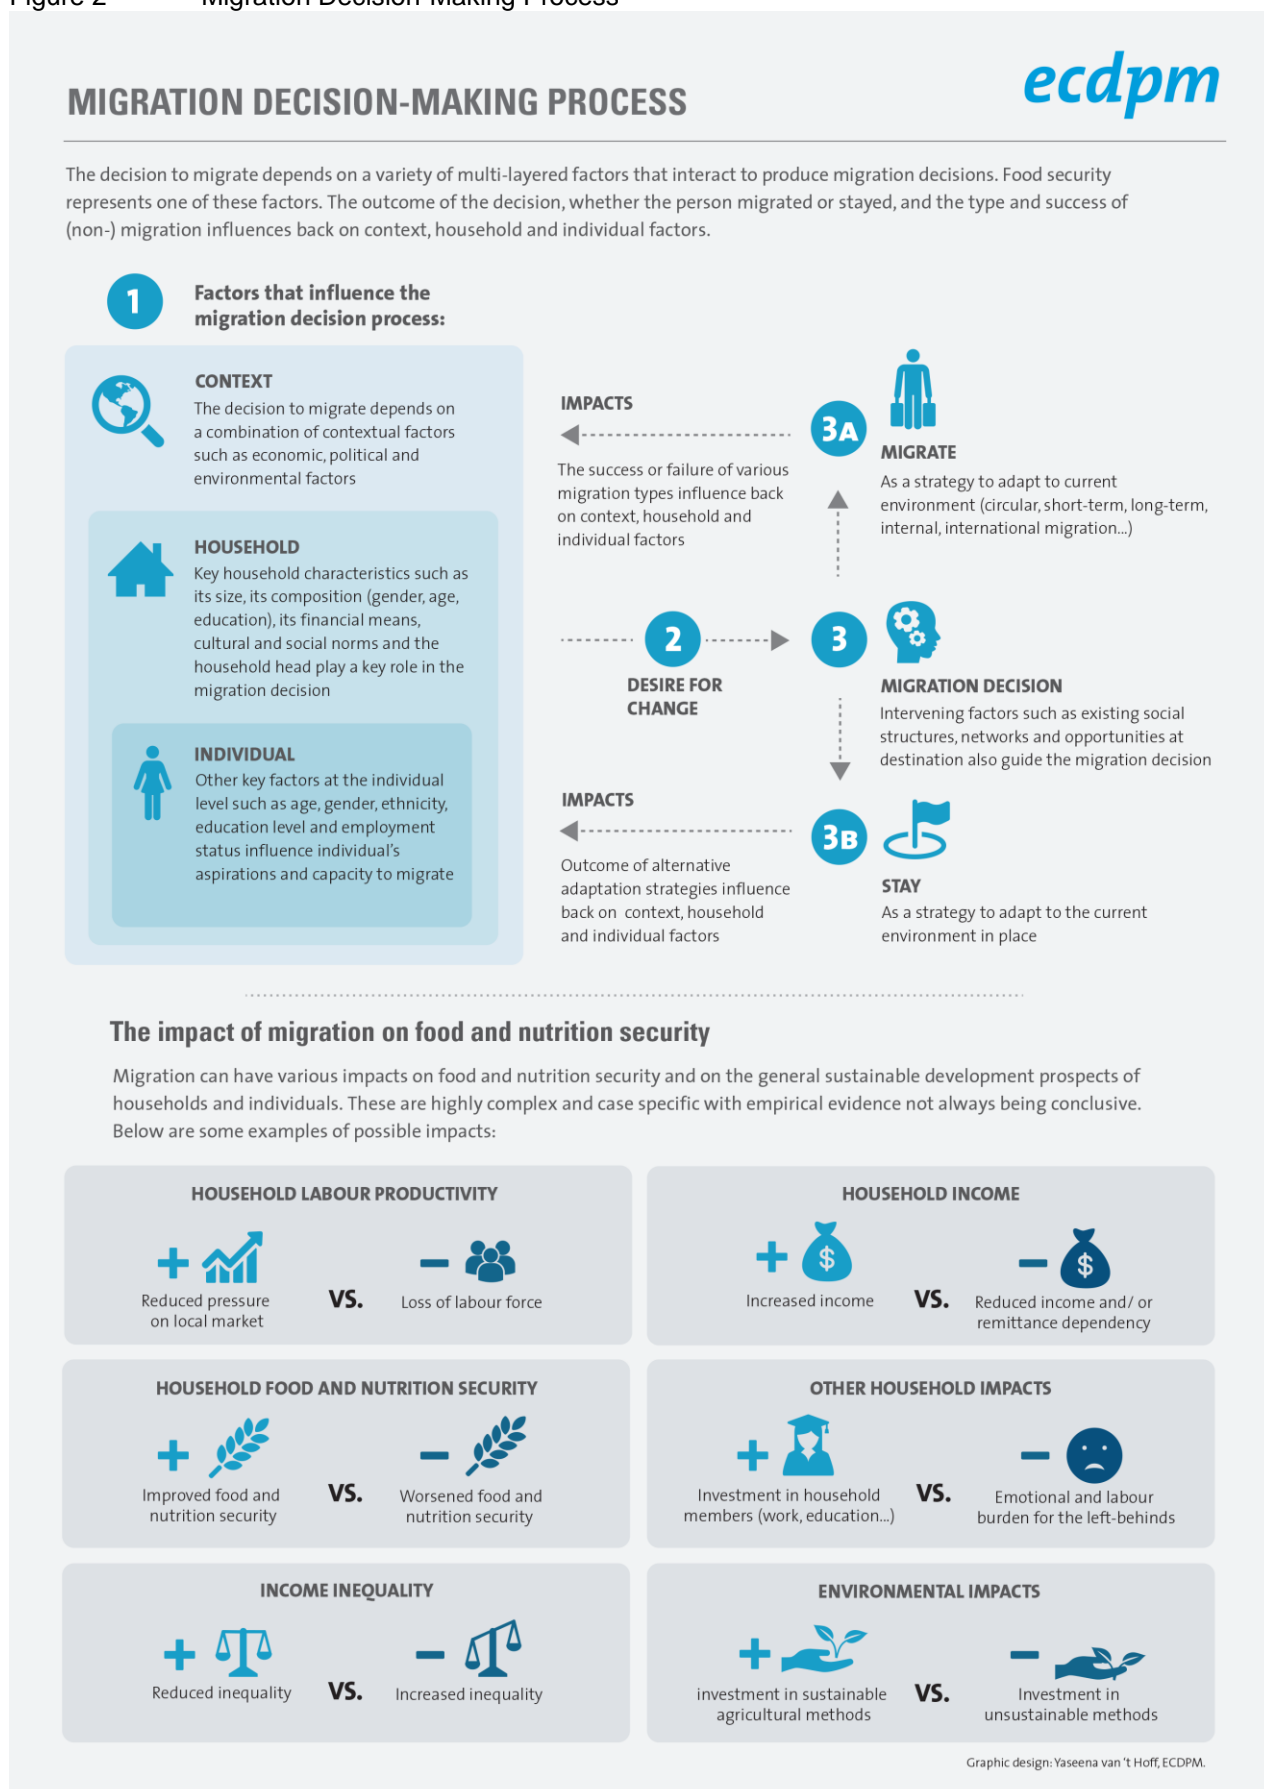 Figure 2 Migration Decision-Making Process
ecdpm
MIGRATION DECISION-MAKING PROCESS
The decision to migrate depends on a variety of multi-layered factors that interact to produce migration decisions. Food security
represents one of these factors. The outcome of the decision, whether the person migrated or stayed, and the type and success of
(non-) migration influences back on context, household and individual factors.
1
Factors that influence the
migration decision process:
CONTEXT
The decision to migrate depends on
a combination of contextual factors
such as economic, political and
environmental factors
HOUSEHOLD
Key household characteristics such as
its size, its composition (gender, age,
education), its financial means,
cultural and social norms and the
household head play a key role in the
migration decision
INDIVIDUAL
Other key factors at the individual
level such as age, gender, ethnicity,
education level and employment
status influence individual's
aspirations and capacity to migrate
2
DESIRE FOR
CHANGE
3
MIGRATION DECISION
Intervening factors such as existing social
structures, networks and opportunities at
destination also guide the migration decision
3A
MIGRATE
As a strategy to adapt to current
environment (circular, short-term, long-term,
internal, international migration...)
IMPACTS
The success or failure of various
migration types influence back
on context, household and
individual factors
3B
STAY
As a strategy to adapt to the current
environment in place
IMPACTS
Outcome of alternative
adaptation strategies influence
back on context, household
and individual factors
The impact of migration on food and nutrition security
Migration can have various impacts on food and nutrition security and on the general sustainable development prospects of
households and individuals. These are highly complex and case specific with empirical evidence not always being conclusive.
Below are some examples of possible impacts:
HOUSEHOLD LABOUR PRODUCTIVITY
+
Reduced pressure
on local market
VS.
−
Loss of labour force
HOUSEHOLD INCOME
+
$
Increased income
VS.
−
$
Reduced income and/ or
remittance dependency
HOUSEHOLD FOOD AND NUTRITION SECURITY
+
Improved food and
nutrition security
VS.
−
Worsened food and
nutrition security
OTHER HOUSEHOLD IMPACTS
+
Investment in household
members (work, education...)
VS.
−
Emotional and labour
burden for the left-behinds
INCOME INEQUALITY
+
Reduced inequality
VS.
−
Increased inequality
ENVIRONMENTAL IMPACTS
+
investment in sustainable
agricultural methods
VS.
−
Investment in
unsustainable methods
Graphic design: Yaseena van 't Hoff, ECDPM.